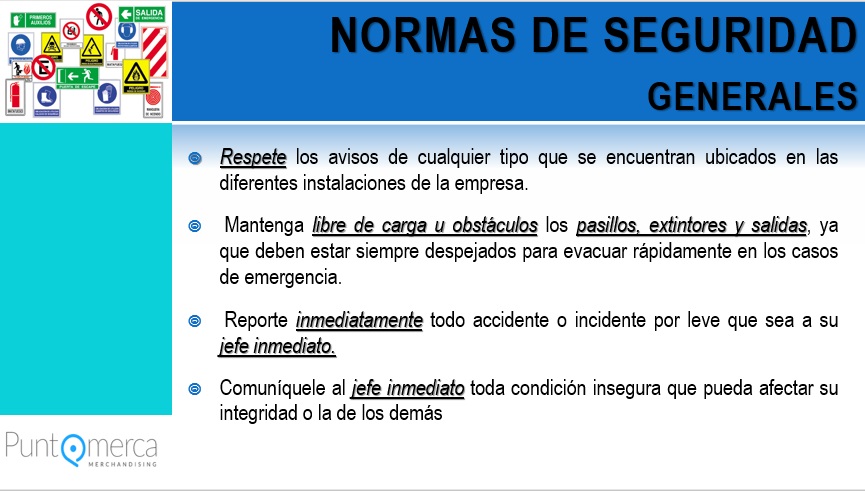 PRIMEROS
AUXILIOS
SALIDA
DE EMERGENCIA
PELIGRO
PELIGRO
PUERTA DE ESCAPE
PELIGRO
NORMAS DE SEGURIDAD
GENERALES
Respete los avisos de cualquier tipo que se encuentran ubicados en las
diferentes instalaciones de la empresa.
Mantenga libre de carga u obstáculos los pasillos, extintores y salidas, ya
que deben estar siempre despejados para evacuar rápidamente en los casos
de emergencia.
Reporte inmediatamente todo accidente o incidente por leve que sea a su
jefe inmediato.
Comuníquele al jefe inmediato toda condición insegura que pueda afectar su
integridad o la de los demás
Puntomerca
MERCHANDISING